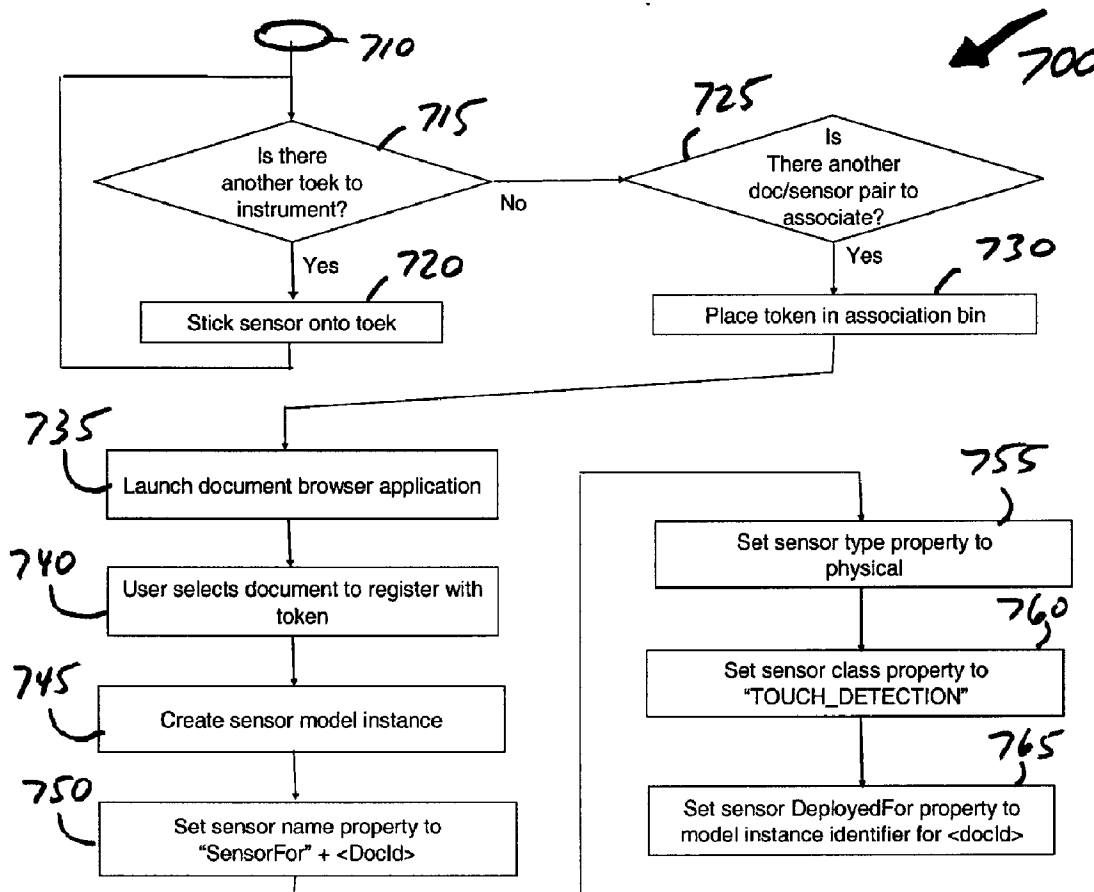 710
700
715
725
Is there
another toek to
instrument?
No
Is
There another
doc/sensor pair to
associate?
Yes
720
Yes
730
Stick sensor onto toek
Place token in association bin
735
Launch document browser application
740
User selects document to register with
token
745
Create sensor model instance
750
Set sensor name property to
"SensorFor" + <DocId>
755
Set sensor type property to
physical
760
Set sensor class property to
"TOUCH_DETECTION"
765
Set sensor DeployedFor property to
model instance identifier for <docId>